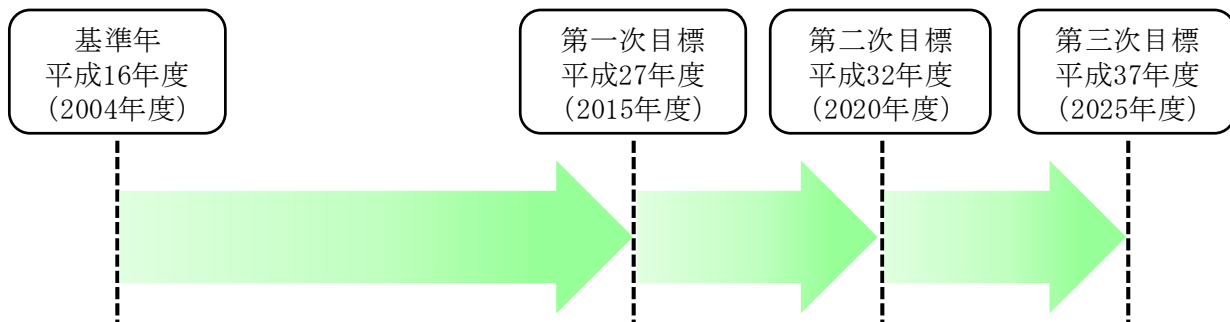 基準年
平成16年度
（2004年度）
第一次目標
平成27年度
（2015年度）
第二次目標
平成32年度
（2020年度）
第三次目標
平成37年度
（2025年度）